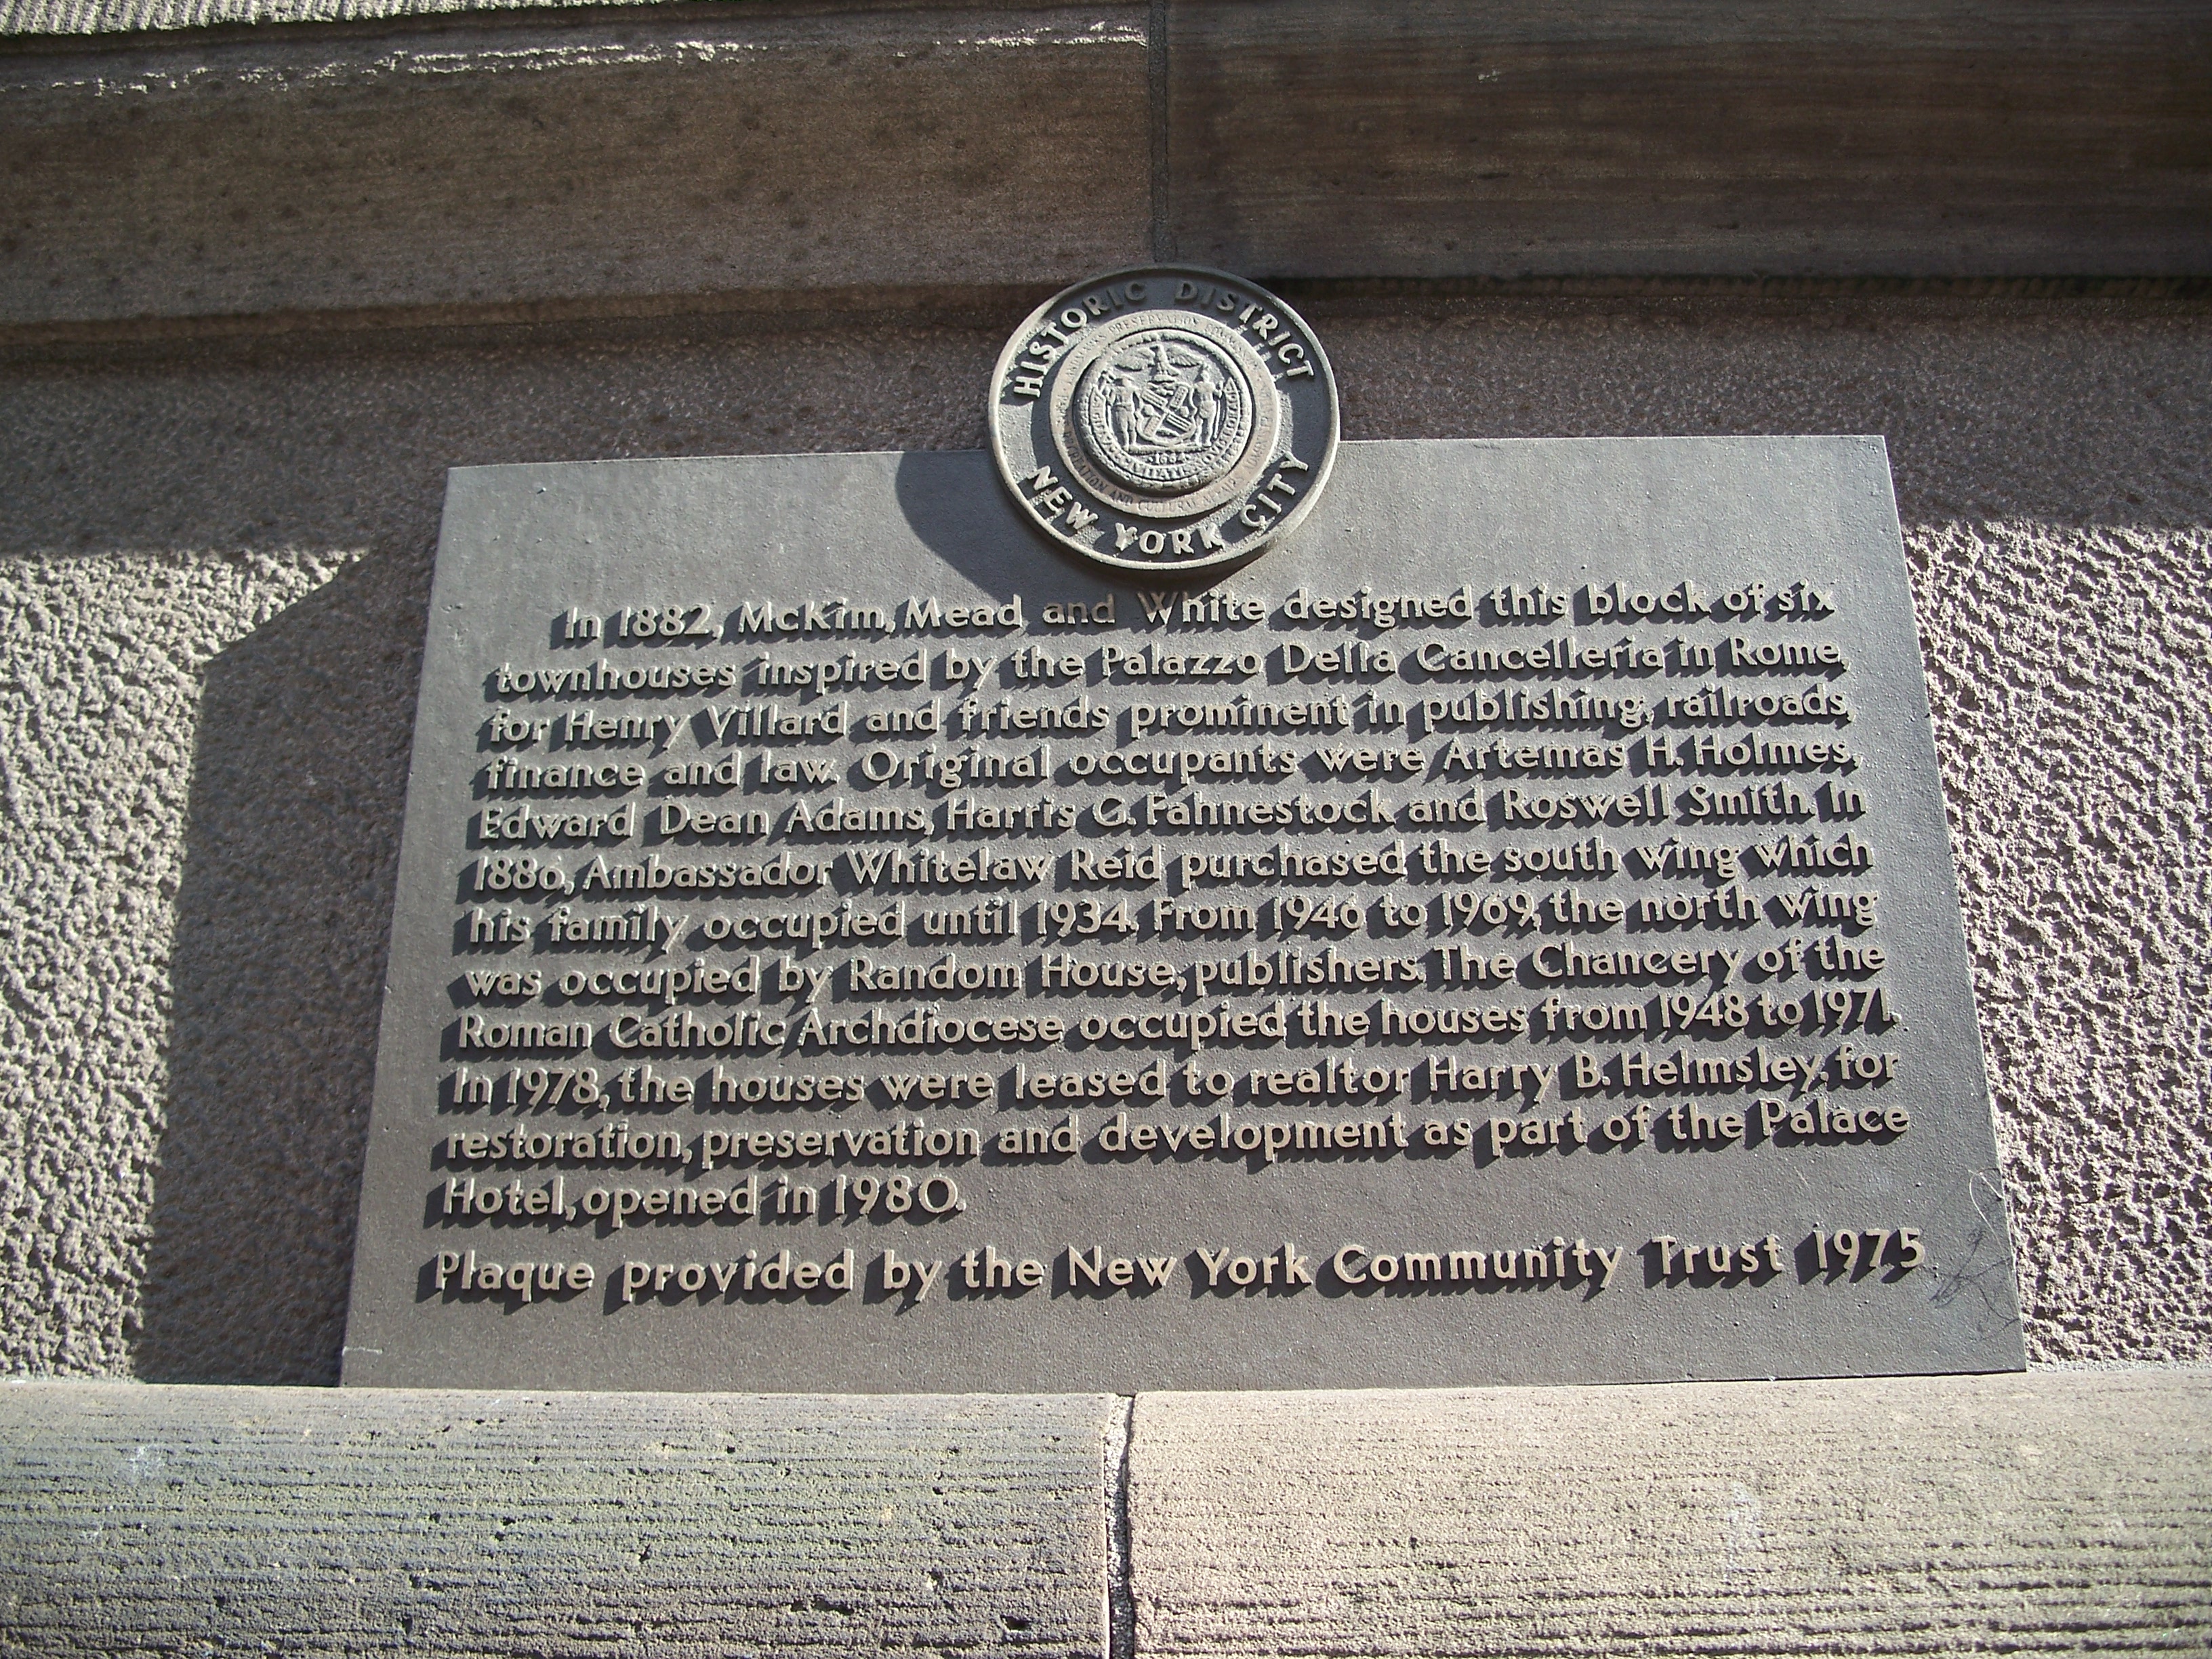 HISTORIC DISTRICT
NEW YORK CITY
In 1882, McKim, Mead and White designed this block of six
townhouses inspired by the Palazzo Della Cancelleria in Rome,
for Henry Villard and friends prominent in publishing, railroads,
finance and law. Original occupants were Artemas H. Holmes,
Edward Dean Adams, Harris G. Fahnestock and Roswell Smith. In
1886, Ambassador Whitelaw Reid purchased the south wing which
his family occupied until 1934. From 1946 to 1969, the north wing
was occupied by Random House, publishers. The Chancery of the
Roman Catholic Archdiocese occupied the houses from 1948 to 1971.
In 1978, the houses were leased to realtor Harry B. Helmsley, for
restoration, preservation and development as part of the Palace
Hotel, opened in 1980.
Plaque provided by the New York Community Trust 1975